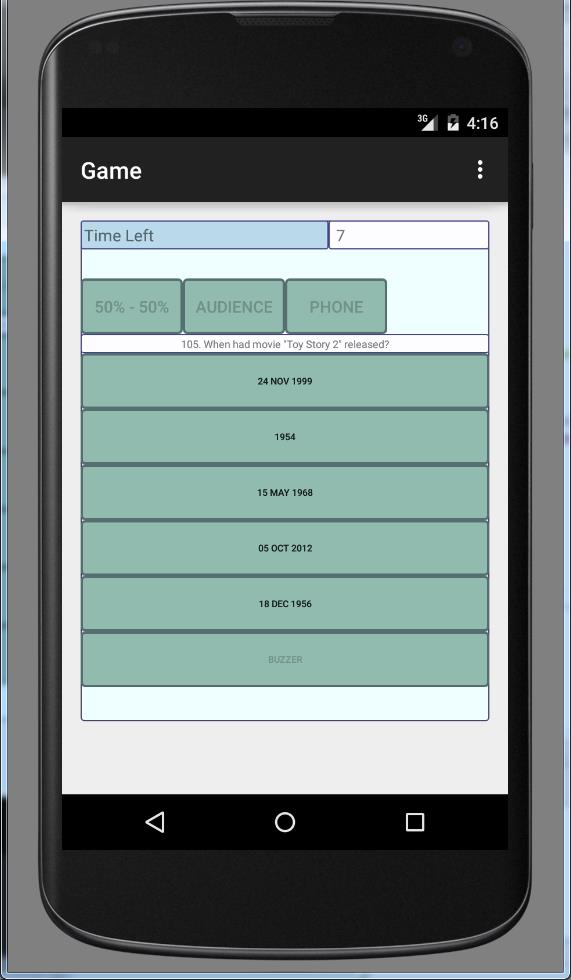 3G 4:16
Game
Time Left 7
50% - 50% AUDIENCE PHONE
105. When had movie "Toy Story 2" released?
24 NOV 1999
1954
15 MAY 1968
05 OCT 2012
18 DEC 1956
BUZZER